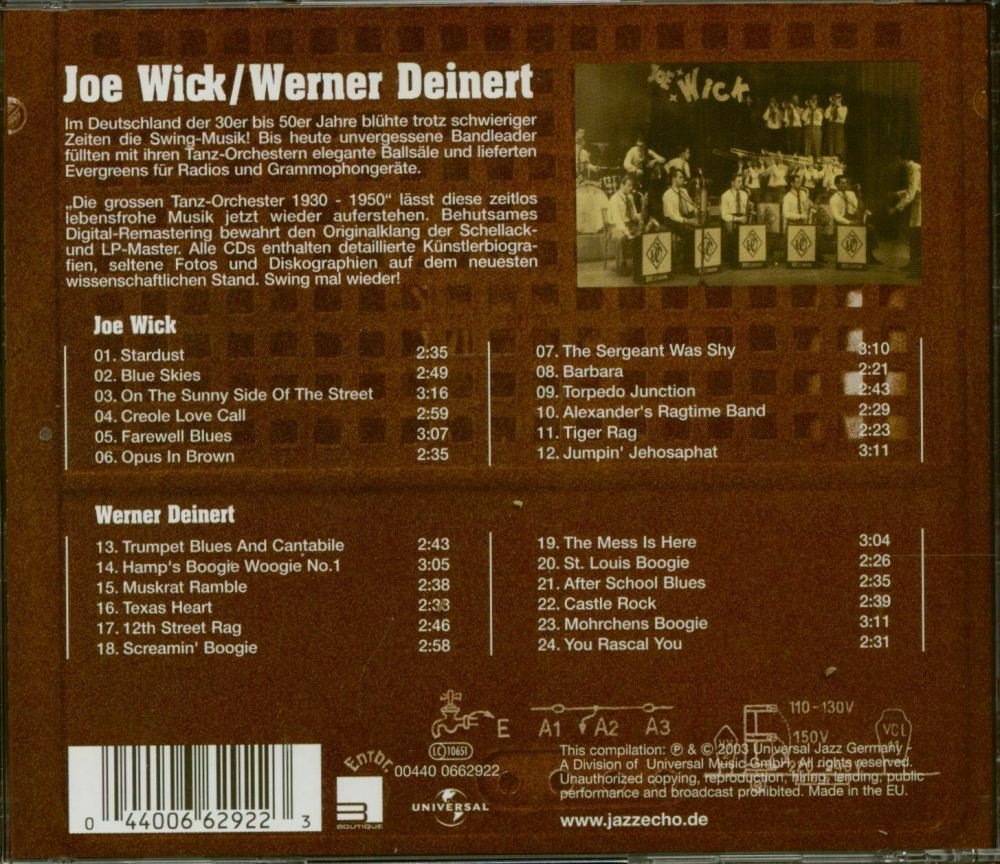 Joe Wick/Werner Deinert
Im Deutschland der 30er bis 50er Jahre blühte trotz schwieriger
Zeiten die Swing-Musik! Bis heute unvergessene Bandleader
füllten mit ihren Tanz-Orchestern elegante Ballsäle und lieferten
Evergreens für Radios und Grammophongeräte.
„Die grossen Tanz-Orchester 1930 - 1950“ lässt diese zeitlos
lebensfrohe Musik jetzt wieder auferstehen. Behutsames
Digital-Remastering bewahrt den Originalklang der Schellack-
und LP-Master. Alle CDs enthalten detaillierte Künstlerbiogra-
fien, seltene Fotos und Diskographien auf dem neuesten
wissenschaftlichen Stand. Swing mal wieder!
JOE WICK
Joe Wick
01. Stardust 2:35
02. Blue Skies 2:49
03. On The Sunny Side Of The Street 3:16
04. Creole Love Call 2:59
05. Farewell Blues 3:07
06. Opus In Brown 2:35
07. The Sergeant Was Shy 3:10
08. Barbara 2:21
09. Torpedo Junction 2:43
10. Alexander's Ragtime Band 2:29
11. Tiger Rag 2:23
12. Jumpin' Jehosaphat 3:11
Werner Deinert
13. Trumpet Blues And Cantabile 2:43
14. Hamp's Boogie Woogie No.1 3:05
15. Muskrat Ramble 2:38
16. Texas Heart 2:33
17. 12th Street Rag 2:46
18. Screamin' Boogie 2:58
19. The Mess Is Here 3:04
20. St. Louis Boogie 2:26
21. After School Blues 2:35
22. Castle Rock 2:39
23. Mohrchens Boogie 3:11
24. You Rascal You 2:31
E
A1 A2 A3
110-130V
150V
VCL
LC 10651
Entbr.
00440 0662922
B
BOUTIQUE
UNIVERSAL
This compilation: ℗ & © 2003 Universal Jazz Germany -
A Division of Universal Music GmbH, All rights reserved.
Unauthorized copying, reproduction, hiring, lending, public
performance and broadcast prohibited. Made in the EU.
www.jazzecho.de
0 44006 62922 3